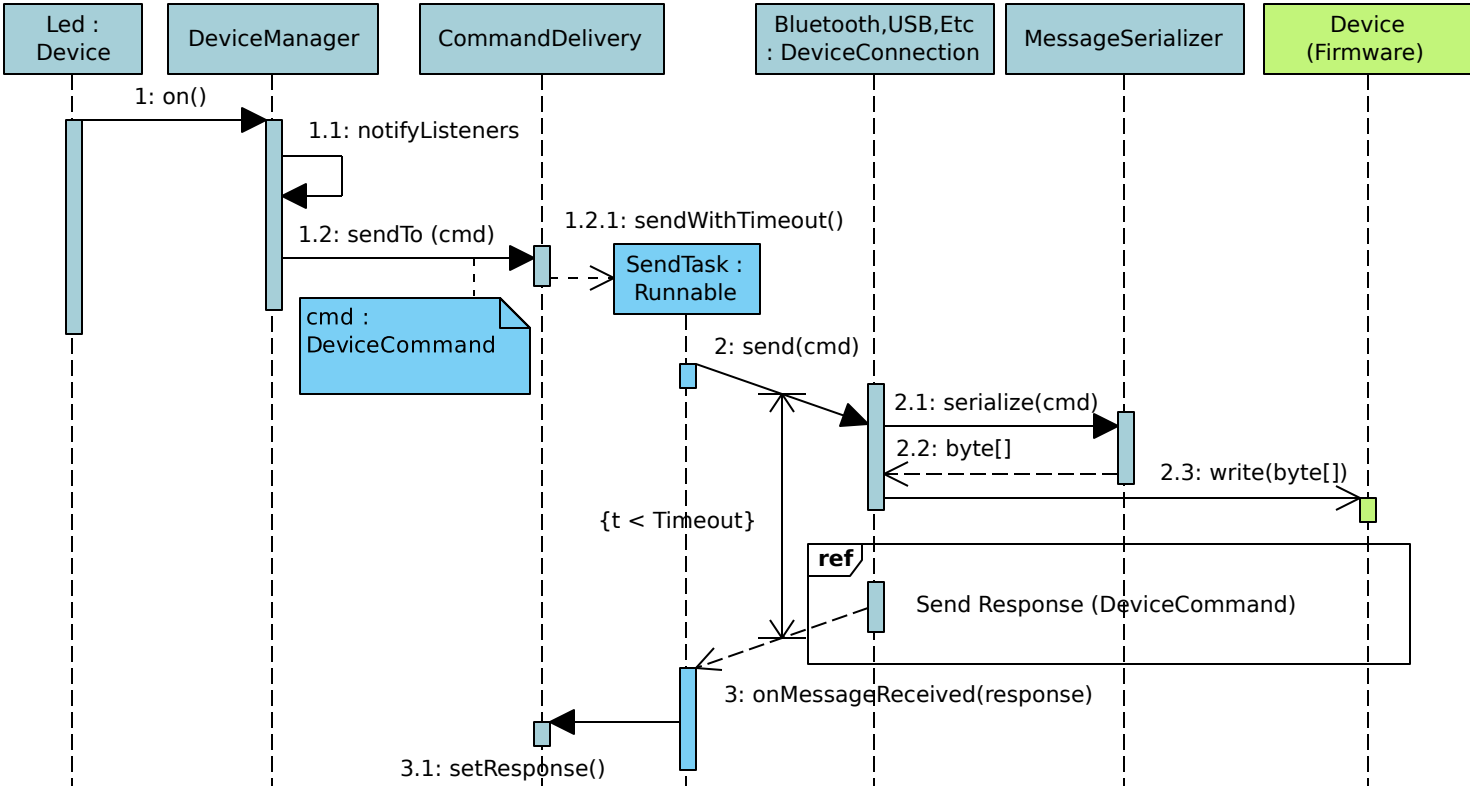 Led :
Device
DeviceManager
CommandDelivery
Bluetooth,USB,Etc
: DeviceConnection
MessageSerializer
Device
(Firmware)
1: on()
1.1: notifyListeners
1.2: sendTo (cmd)
1.2.1: sendWithTimeout()
SendTask :
Runnable
cmd :
DeviceCommand
2: send(cmd)
2.1: serialize(cmd)
2.2: byte[]
2.3: write(byte[])
{t < Timeout}
ref
Send Response (DeviceCommand)
3: onMessageReceived(response)
3.1: setResponse()